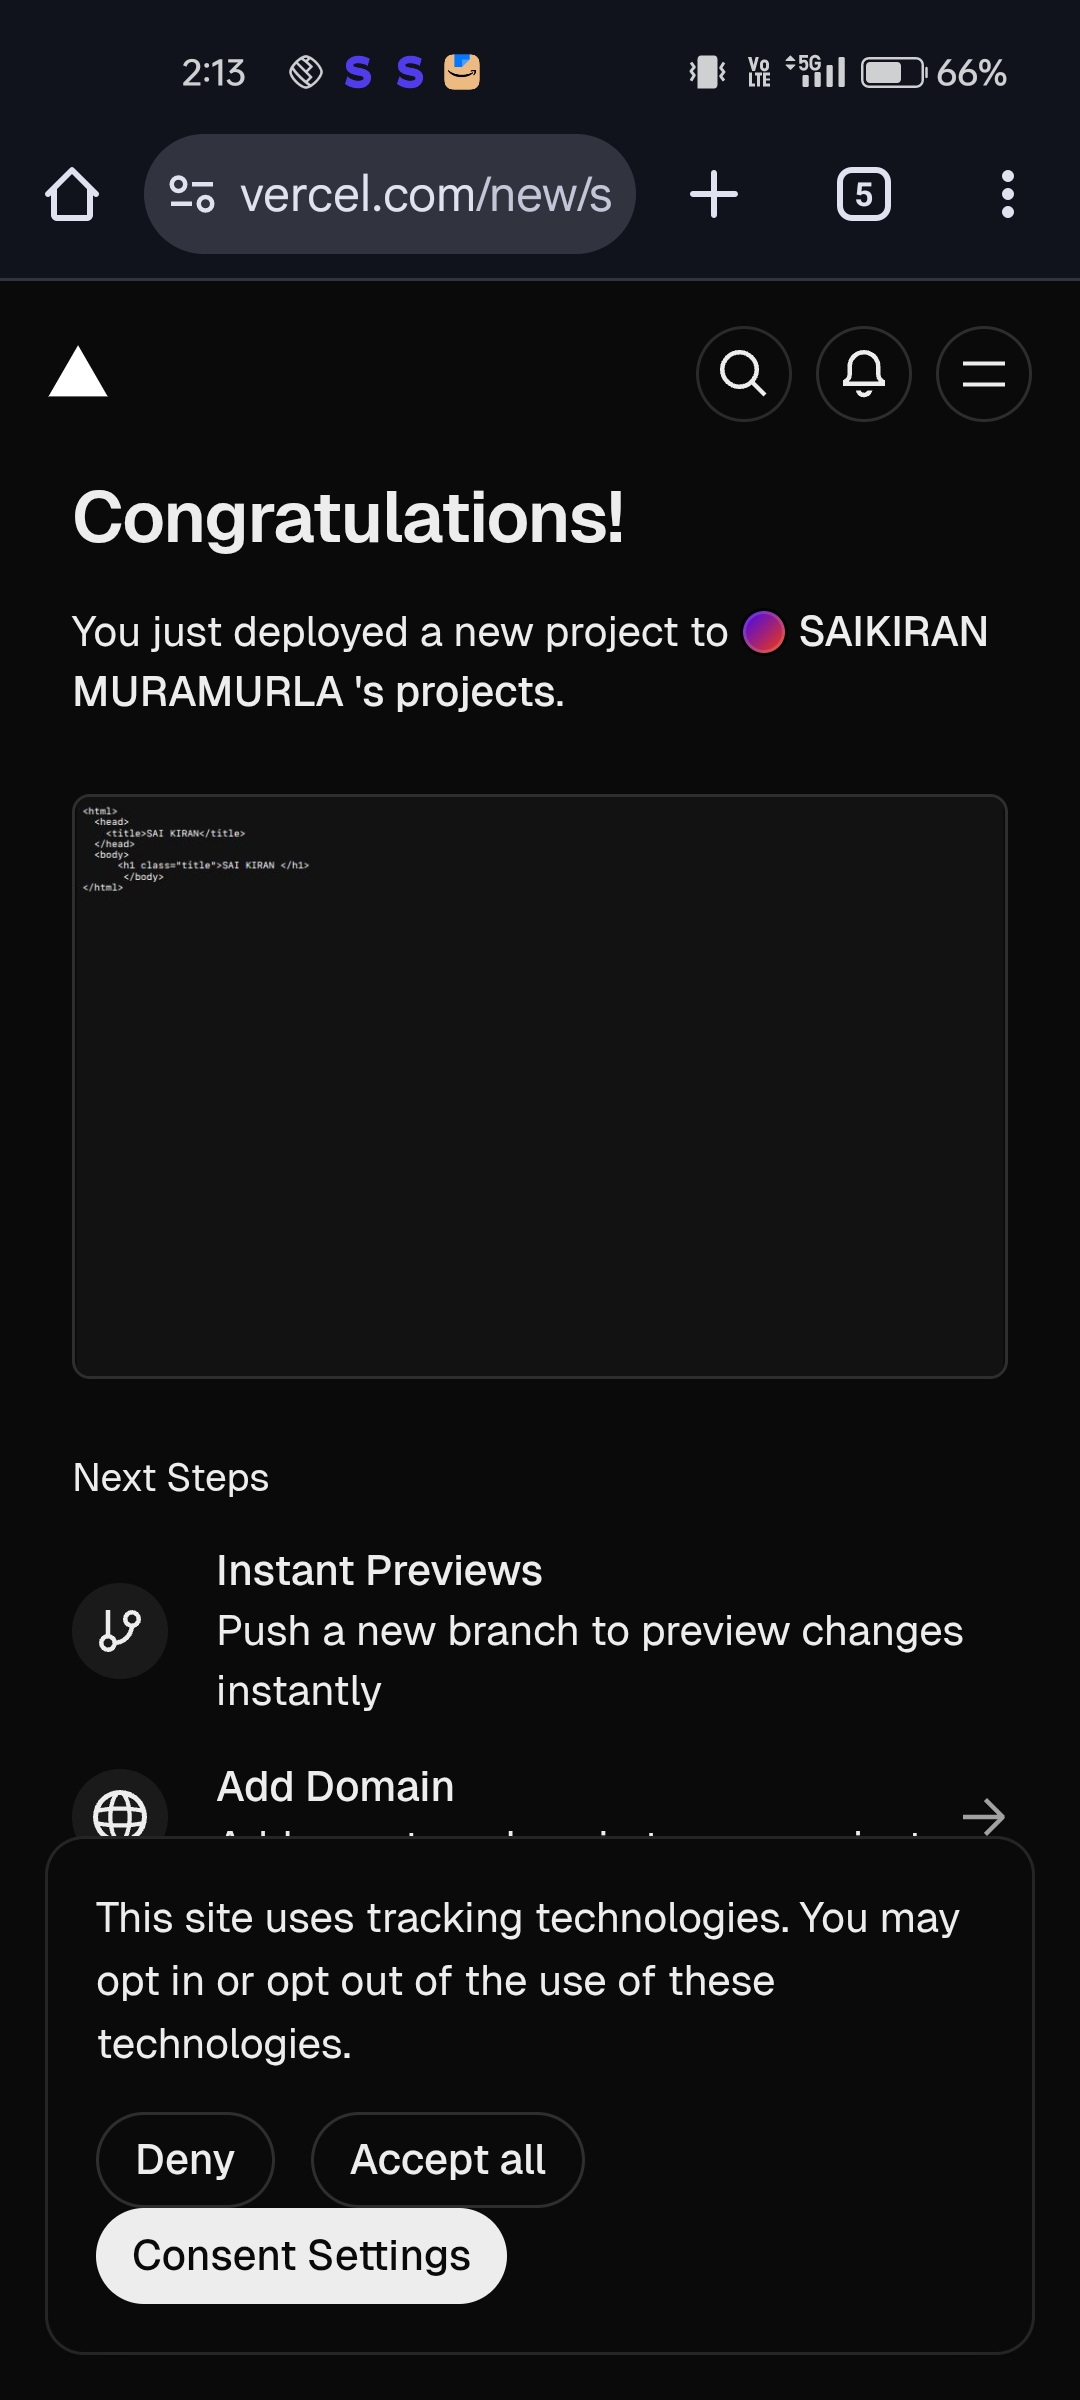 2:13 S S Vo LTE 5G 66%
vercel.com/new/s 5
Congratulations!
You just deployed a new project to SAIKIRAN
MURAMURLA 's projects.
<html>
<head>
<title>SAI KIRAN</title>
</head>
<body>
<h1 class="title">SAI KIRAN </h1>
</body>
</html>
Next Steps
Instant Previews
Push a new branch to preview changes
instantly
Add Domain
This site uses tracking technologies. You may
opt in or opt out of the use of these
technologies.
Deny Accept all
Consent Settings